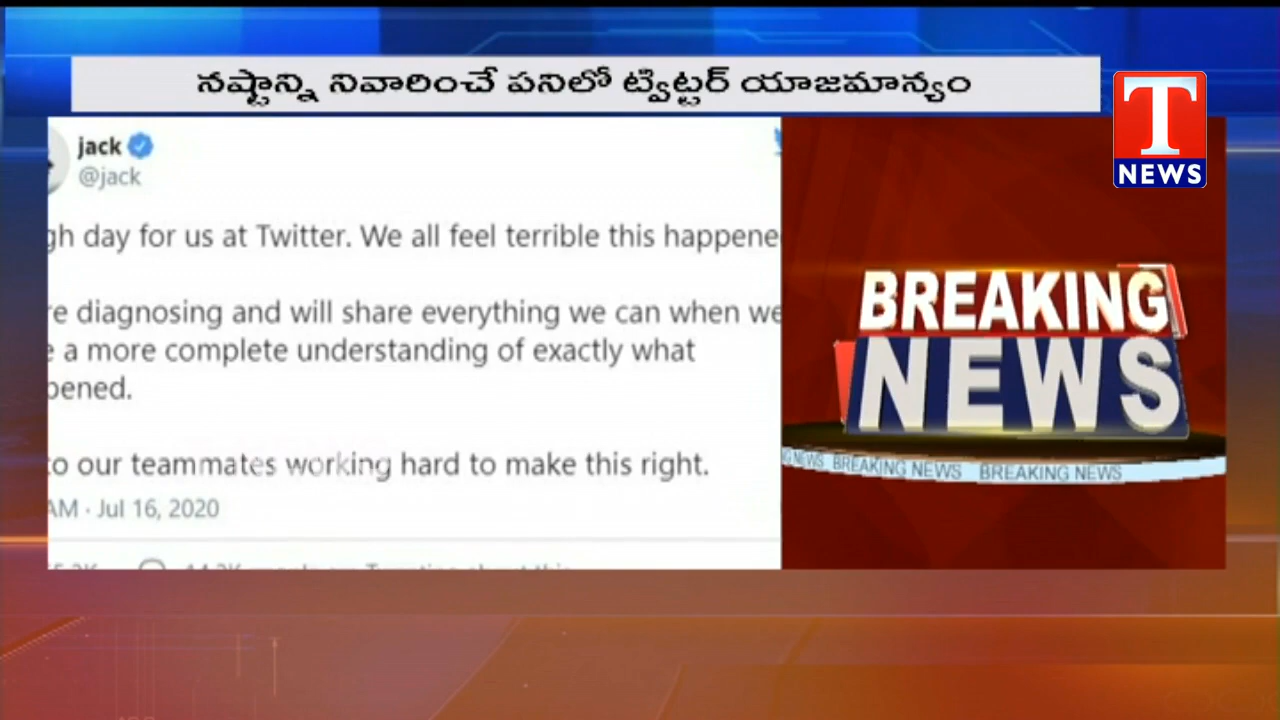 నష్టాన్ని నివారించే పనిలో ట్విట్టర్ యాజమాన్యం
T
NEWS
jack
@jack
gh day for us at Twitter. We all feel terrible this happene
re diagnosing and will share everything we can when we
e a more complete understanding of exactly what
pened.
to our teammates working hard to make this right.
AM · Jul 16, 2020
BREAKING
NEWS
NEWS BREAKING NEWS BREAKING NEWS